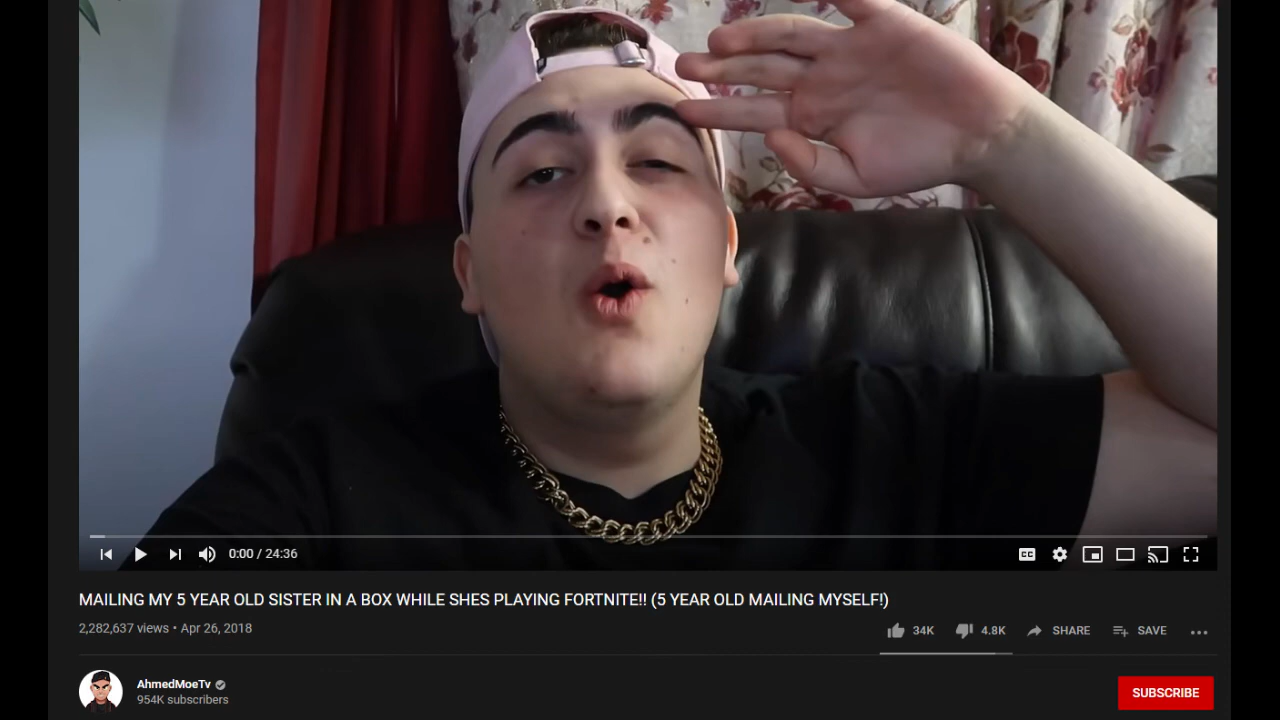 0:00 / 24:36
CC
MAILING MY 5 YEAR OLD SISTER IN A BOX WHILE SHES PLAYING FORTNITE!! (5 YEAR OLD MAILING MYSELF!)
2,282,637 views • Apr 26, 2018
34K 4.8K SHARE SAVE
AhmedMoeTv
954K subscribers
SUBSCRIBE